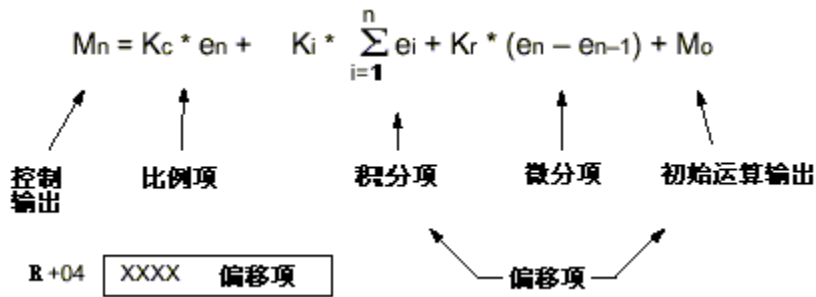 n
Mn = Kc * en + Ki * ∑ ei + Kr * (en – en–1) + Mo
i=1
控制
输出
比例项
积分项
微分项
初始运算输出
R +04 XXXX 偏移项
偏移项